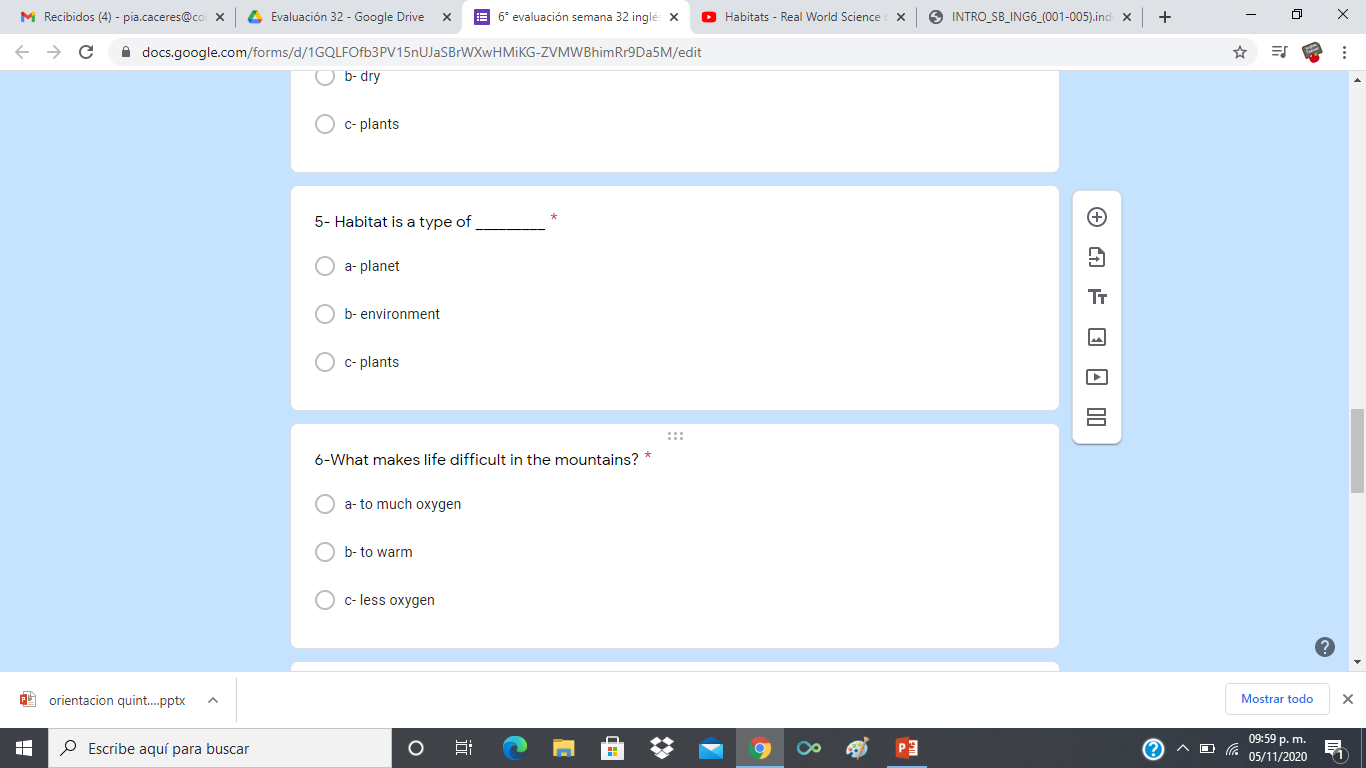 Recibidos (4) - pia.caceres@co
Evaluación 32 - Google Drive
6° evaluación semana 32 inglé
Habitats - Real World Science
INTRO_SB_ING6_(001-005).ind
docs.google.com/forms/d/1GQLFOfb3PV15nUJaSBrWXwHMiKG-ZVMWBhimRr9Da5M/edit
b- dry
c- plants
5- Habitat is a type of _________ *
a- planet
b- environment
c- plants
6-What makes life difficult in the mountains? *
a- to much oxygen
b- to warm
c- less oxygen
orientacion quint....pptx
Mostrar todo
Escribe aquí para buscar
09:59 p. m.
05/11/2020
1